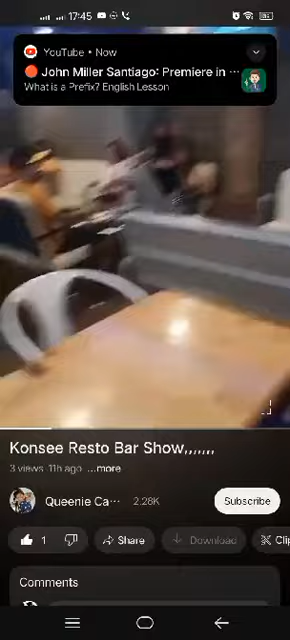 17:45
YouTube • Now
🔴 John Miller Santiago: Premiere in ···
What is a Prefix? English Lesson
Konsee Resto Bar Show,,,,,,,
3 views 11h ago ...more
Queenie Ca··· 2.28K Subscribe
1 Share Download Clip
Comments